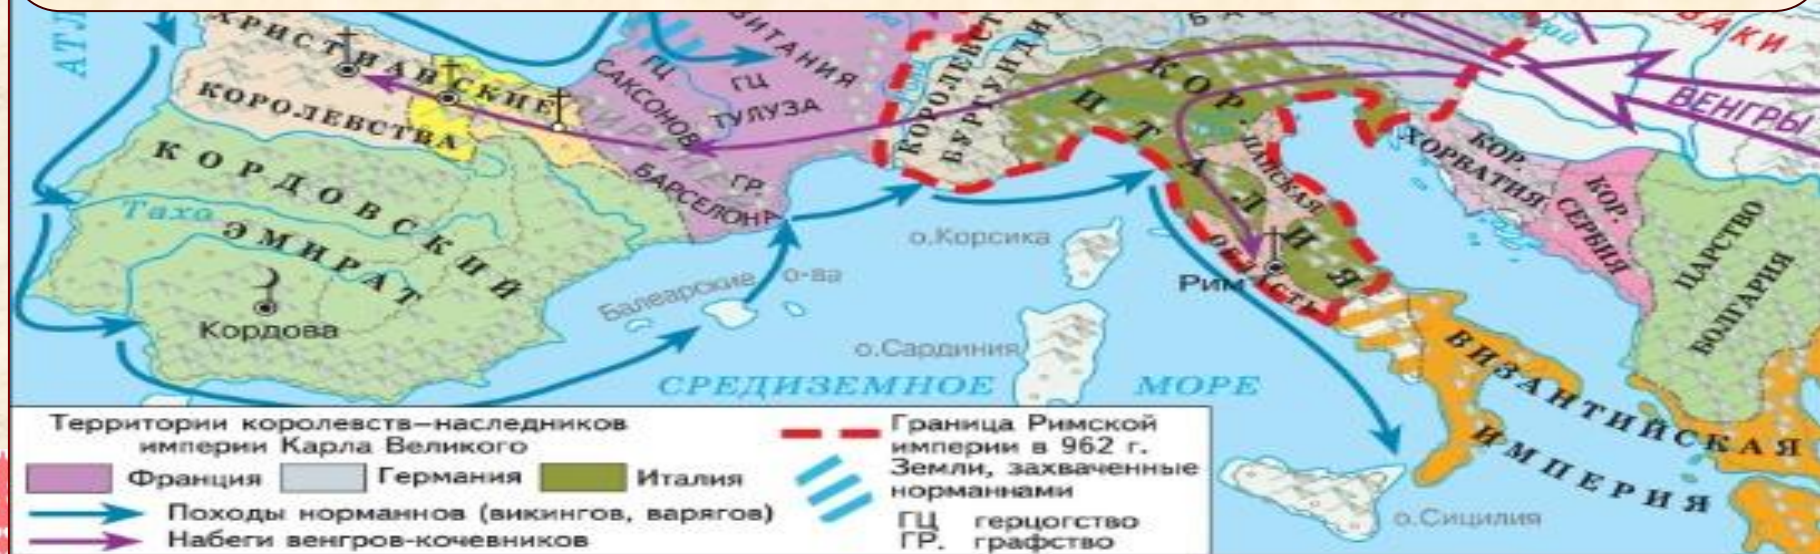 АТЛ
ХРИСТИАНСКИЕ
КОРОЛЕВСТВА
ВИТАНИЯ
ГЦ
САКСОНОВ
ГЦ
ТУЛУЗА
КОРОЛЕВСТ
БУРГУНДИЯ
КОР.
ИТАЛИЯ
ВАКИ
ВЕНГРЫ
КОР.
ХОРВАТИЯ
КОР.
СЕРБИЯ
ЦАРСТВО
БОЛГАРИЯ
ПАПСКАЯ
ОБЛАСТЬ
Рим
ГР.
БАРСЕЛОНА
КОРДОВСКИЙ
ЭМИРАТ
Тахо
Кордова
Балеарские о-ва
о.Корсика
о.Сардиния
СРЕДИЗЕМНОЕ МОРЕ
ВИЗАНТИЙСКАЯ
ИМПЕРИЯ
о.Сицилия
Территории королевств–наследников
империи Карла Великого
Франция Германия Италия
Походы норманнов (викингов, варягов)
Набеги венгров-кочевников
Граница Римской
империи в 962 г.
Земли, захваченные
норманнами
ГЦ герцогство
ГР. графство